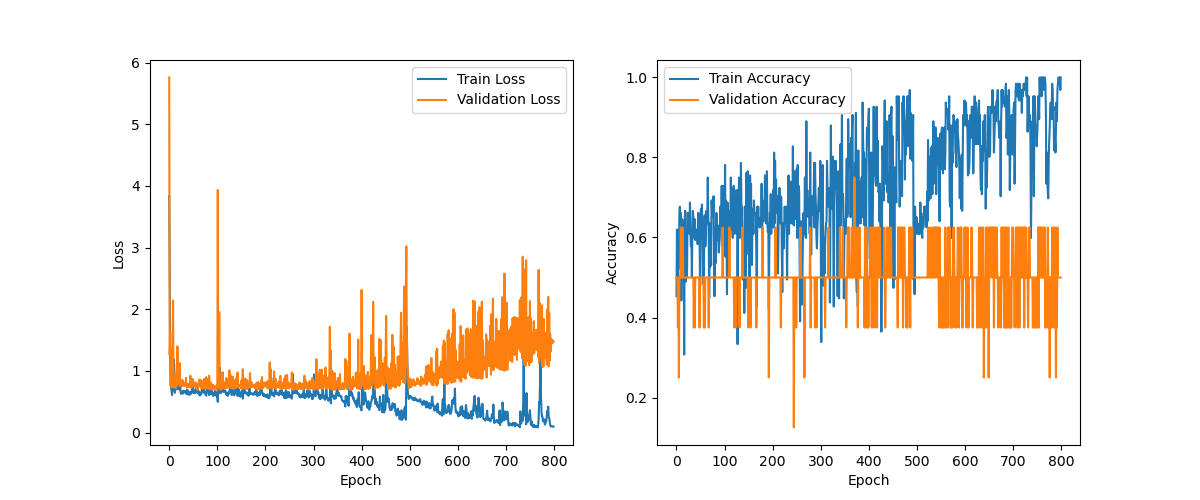 6
5
4
3
2
1
0
Loss
0 100 200 300 400 500 600 700 800
Epoch
Train Loss
Validation Loss
1.0
0.8
0.6
0.4
0.2
Accuracy
0 100 200 300 400 500 600 700 800
Epoch
Train Accuracy
Validation Accuracy